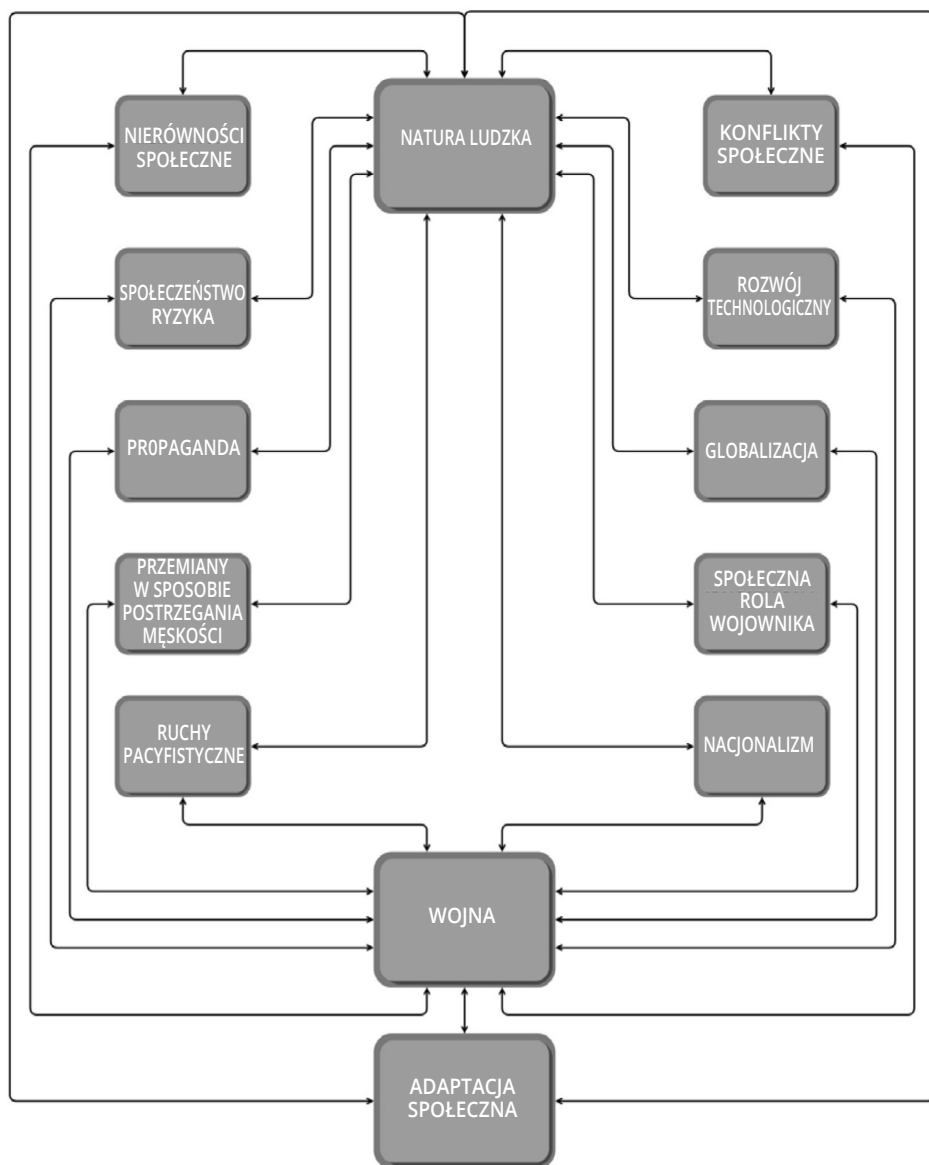 NIERÓWNOŚCI
SPOŁECZNE
NATURA LUDZKA
KONFLIKTY
SPOŁECZNE
SPOŁECZEŃSTWO
RYZYKA
ROZWÓJ
TECHNOLOGICZNY
PR0PAGANDA
GLOBALIZACJA
PRZEMIANY
W SPOSOBIE
POSTRZEGANIA
MĘSKOŚCI
SPOŁECZNA
ROLA
WOJOWNIKA
RUCHY
PACYFISTYCZNE
NACJONALIZM
WOJNA
ADAPTACJA
SPOŁECZNA